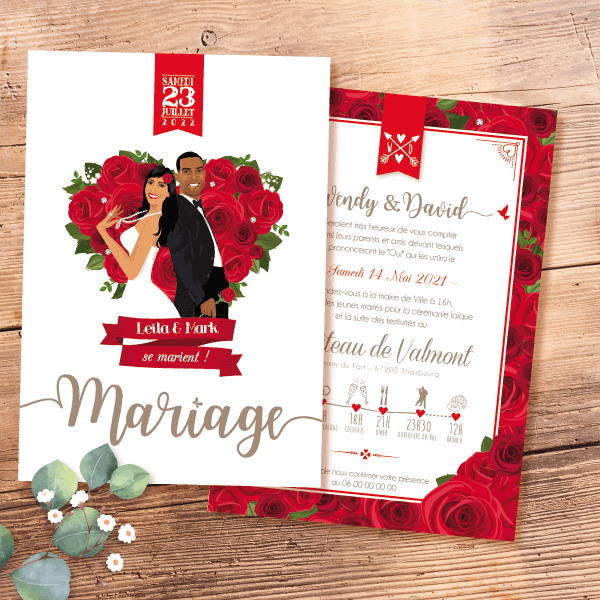 SAMEDI
23
JUILLET
2022
Leïla & Mark
se marient !
Mariage
W D
Wendy & David
seraient très heureux de vous compter
leurs parents et amis devant lesquels
prononceront le "Oui" qui les unira le
Samedi 14 Mai 2021
rendez-vous à la mairie de Ville à 16h,
les jeunes mariés pour la cérémonie laïque
et la suite des festivités au
teau de Valmont
du Fort - 67200 Strasbourg
18H 21H 23H30 12H
COCKTAIL DÎNER OUVERTURE DU BAL BRUNCH
de nous confirmer votre présence
au 06 00 00 00 00